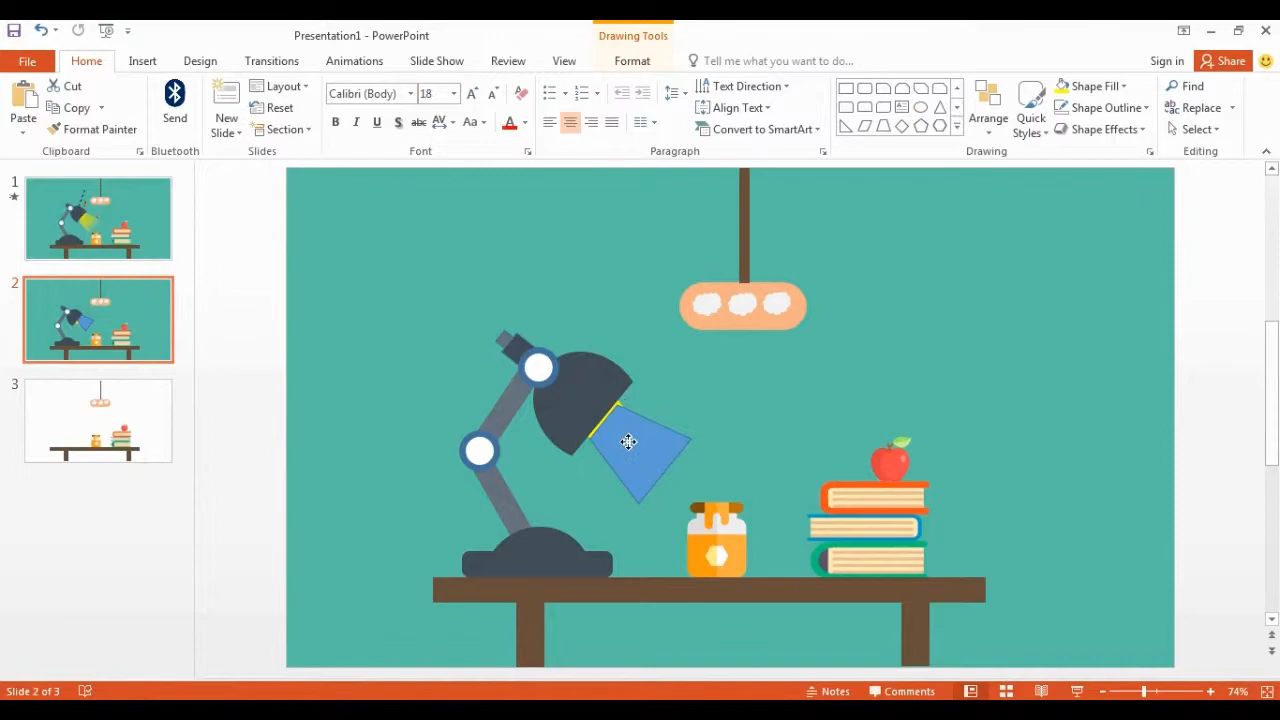 Presentation1 - PowerPoint
Drawing Tools
File Home Insert Design Transitions Animations Slide Show Review View Format Tell me what you want to do... Sign in Share
Paste
Cut
Copy
Format Painter
Clipboard
Send
Bluetooth
New Slide
Layout
Reset
Section
Slides
Calibri (Body) 18
B I U S abc AV Aa A
Font
Text Direction
Align Text
Convert to SmartArt
Paragraph
Arrange
Quick Styles
Shape Fill
Shape Outline
Shape Effects
Drawing
Find
Replace
Select
Editing
1
2
3
Slide 2 of 3
Notes Comments 74%